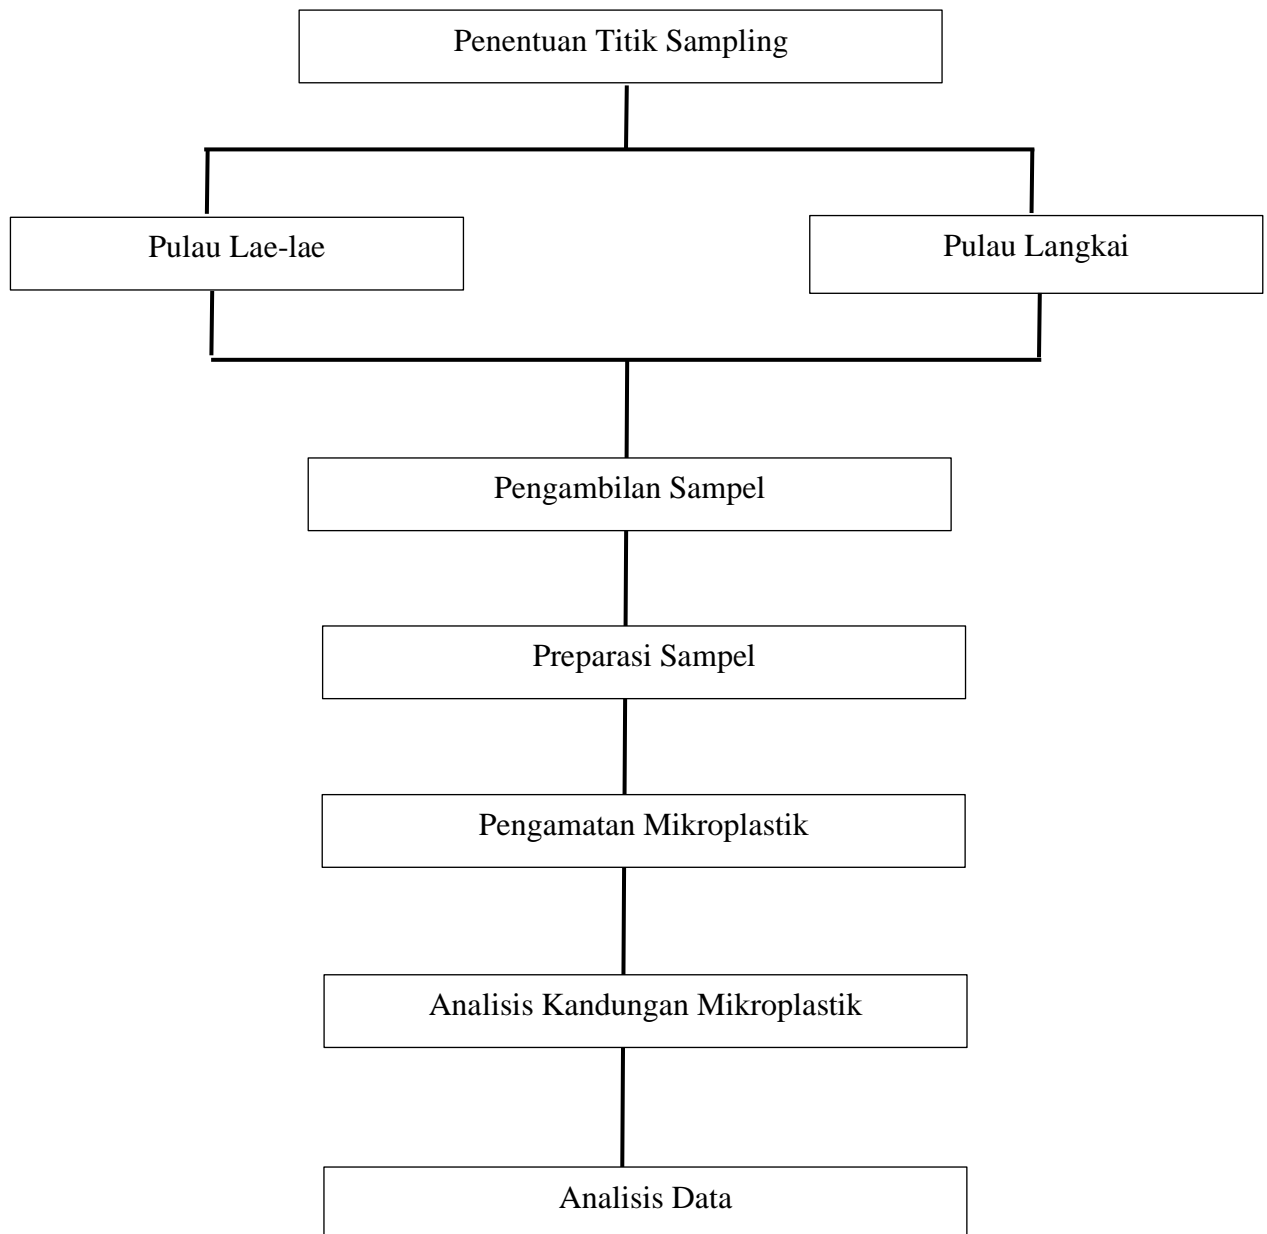 Penentuan Titik Sampling
Pulau Lae-lae
Pulau Langkai
Pengambilan Sampel
Preparasi Sampel
Pengamatan Mikroplastik
Analisis Kandungan Mikroplastik
Analisis Data